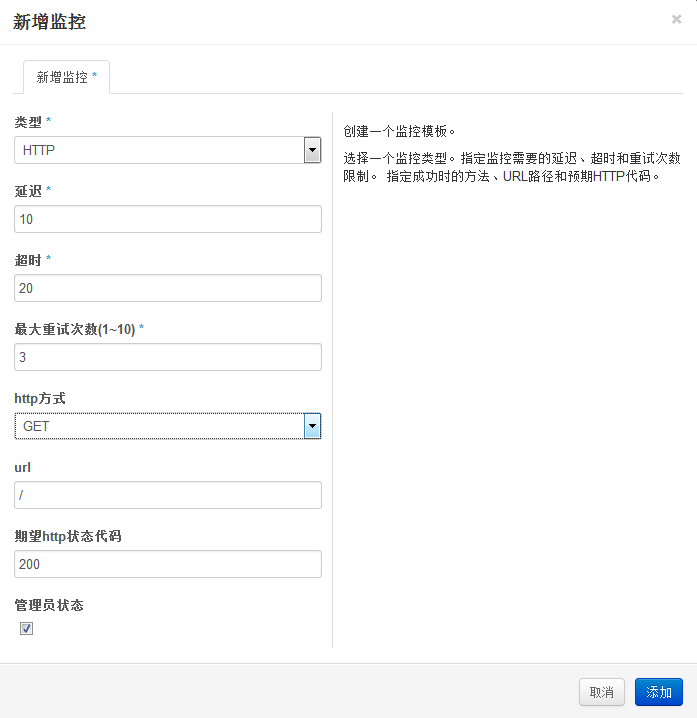 新增监控
×
新增监控 *
类型 *
HTTP
延迟 *
10
超时 *
20
最大重试次数(1~10) *
3
http方式
GET
url
/
期望http状态代码
200
管理员状态
创建一个监控模板。
选择一个监控类型。指定监控需要的延迟、超时和重试次数
限制。 指定成功时的方法、URL路径和预期HTTP代码。
取消
添加